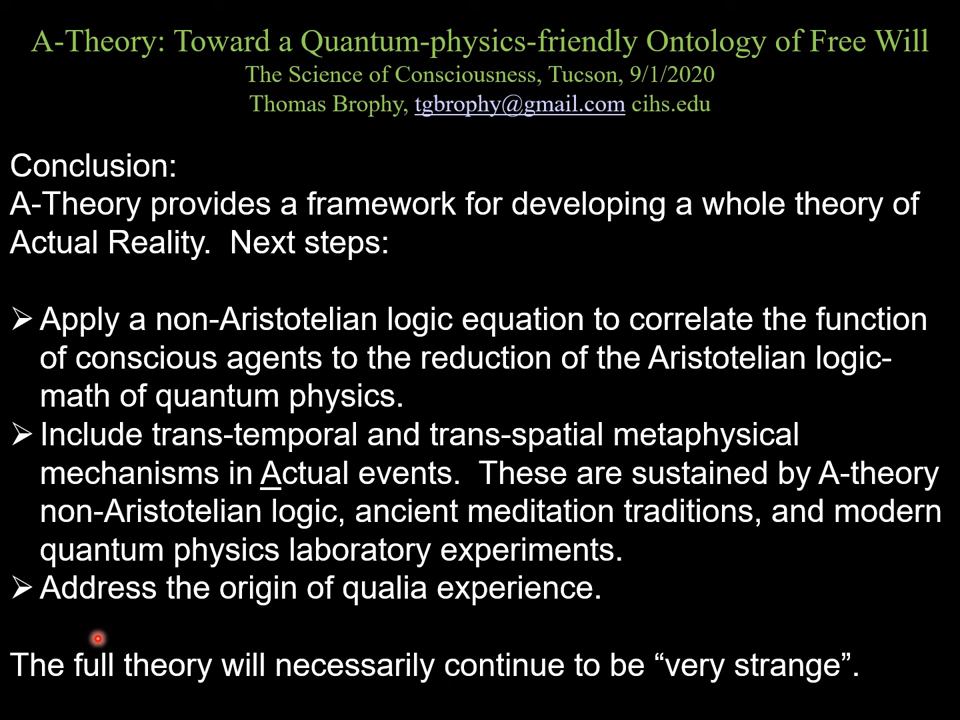 A-Theory: Toward a Quantum-physics-friendly Ontology of Free Will
The Science of Consciousness, Tucson, 9/1/2020
Thomas Brophy, tgbrophy@gmail.com cihs.edu
Conclusion:
A-Theory provides a framework for developing a whole theory of
Actual Reality.  Next steps:
➢ Apply a non-Aristotelian logic equation to correlate the function
of conscious agents to the reduction of the Aristotelian logic-
math of quantum physics.
➢ Include trans-temporal and trans-spatial metaphysical
mechanisms in Actual events.  These are sustained by A-theory
non-Aristotelian logic, ancient meditation traditions, and modern
quantum physics laboratory experiments.
➢ Address the origin of qualia experience.
The full theory will necessarily continue to be “very strange”.